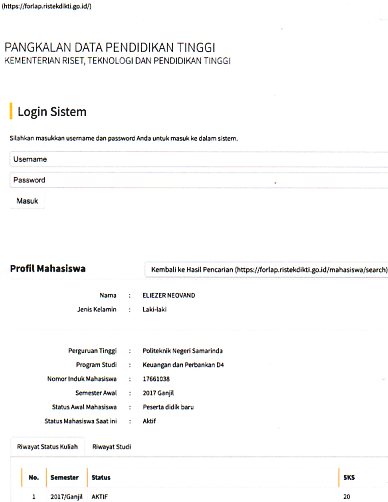 (https://forlap.ristekdikti.go.id/)
PANGKALAN DATA PENDIDIKAN TINGGI
KEMENTERIAN RISET, TEKNOLOGI DAN PENDIDIKAN TINGGI
Login Sistem
Silahkan masukkan username dan password Anda untuk masuk ke dalam sistem.
Username
Password
Masuk
Profil Mahasiswa
Kembali ke Hasil Pencarian (https://forlap.ristekdikti.go.id/mahasiswa/search)
Nama : ELIEZER NEOVAND
Jenis Kelamin : Laki-laki
Perguruan Tinggi : Politeknik Negeri Samarinda
Program Studi : Keuangan dan Perbankan D4
Nomor Induk Mahasiswa : 17661038
Semester Awal : 2017 Ganjil
Status Awal Mahasiswa : Peserta didik baru
Status Mahasiswa Saat ini : Aktif
Riwayat Status Kuliah Riwayat Studi
No. Semester Status SKS
1 2017/Ganjil AKTIF 20